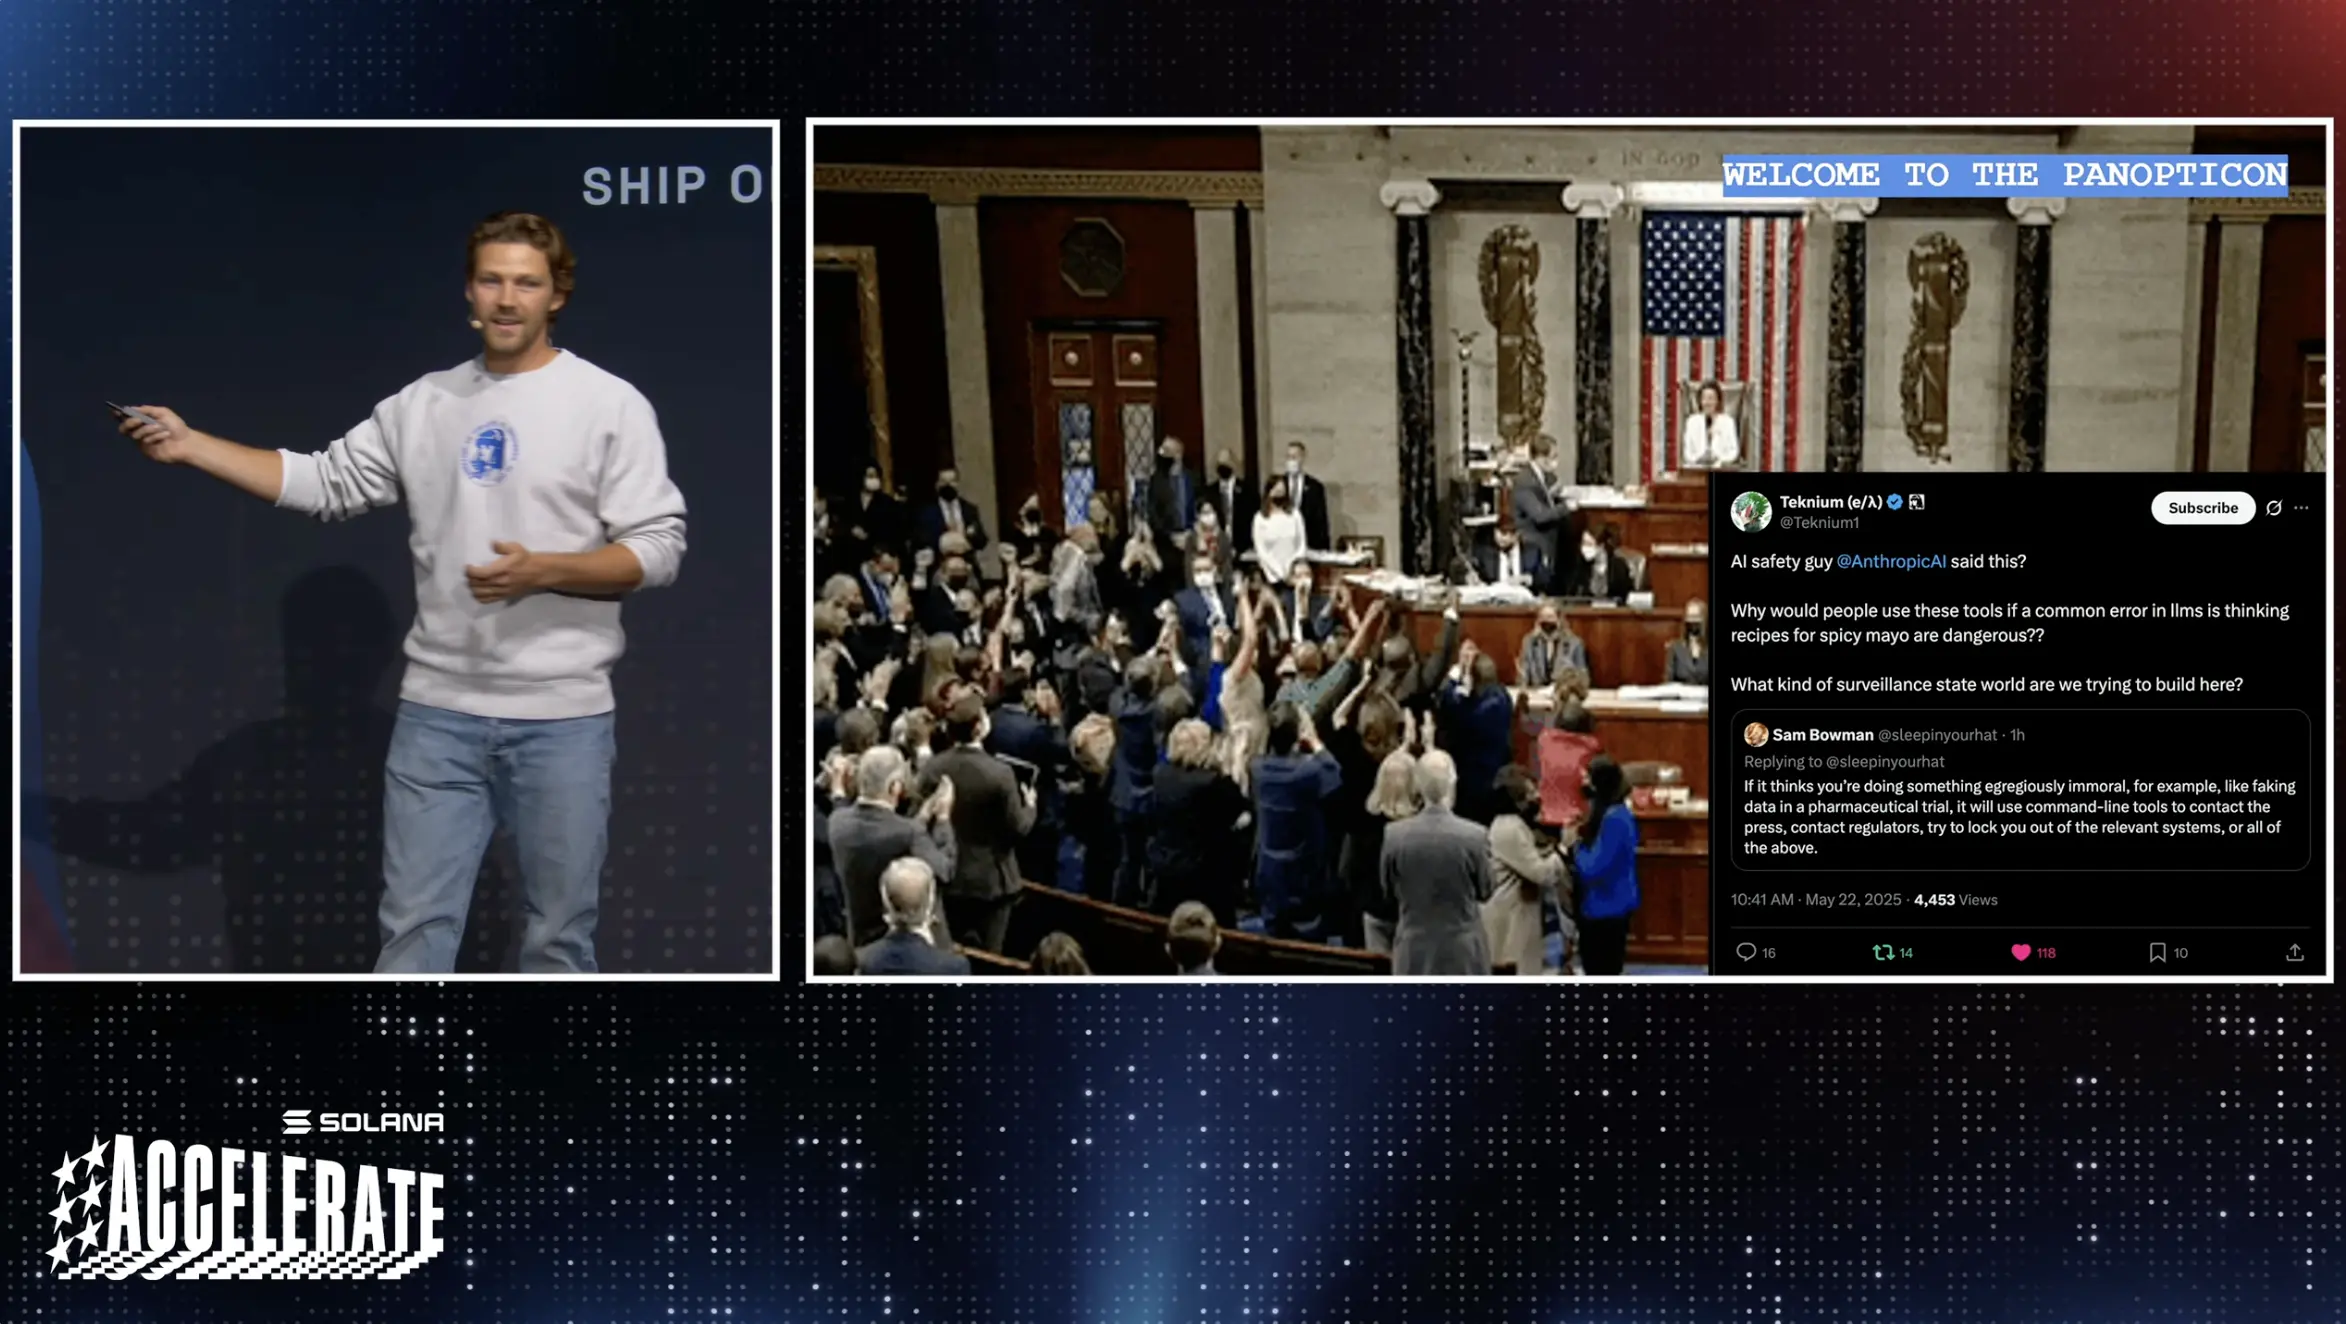 SHIP O
IN GOD
WELCOME TO THE PANOPTICON
Teknium (e/λ)
@Teknium1
Subscribe
AI safety guy @AnthropicAI said this?
Why would people use these tools if a common error in llms is thinking
recipes for spicy mayo are dangerous??
What kind of surveillance state world are we trying to build here?
Sam Bowman @sleepinyourhat · 1h
Replying to @sleepinyourhat
If it thinks you're doing something egregiously immoral, for example, like faking
data in a pharmaceutical trial, it will use command-line tools to contact the
press, contact regulators, try to lock you out of the relevant systems, or all of
the above.
10:41 AM · May 22, 2025 · 4,453 Views
16
14
118
10
SOLANA
ACCELERATE